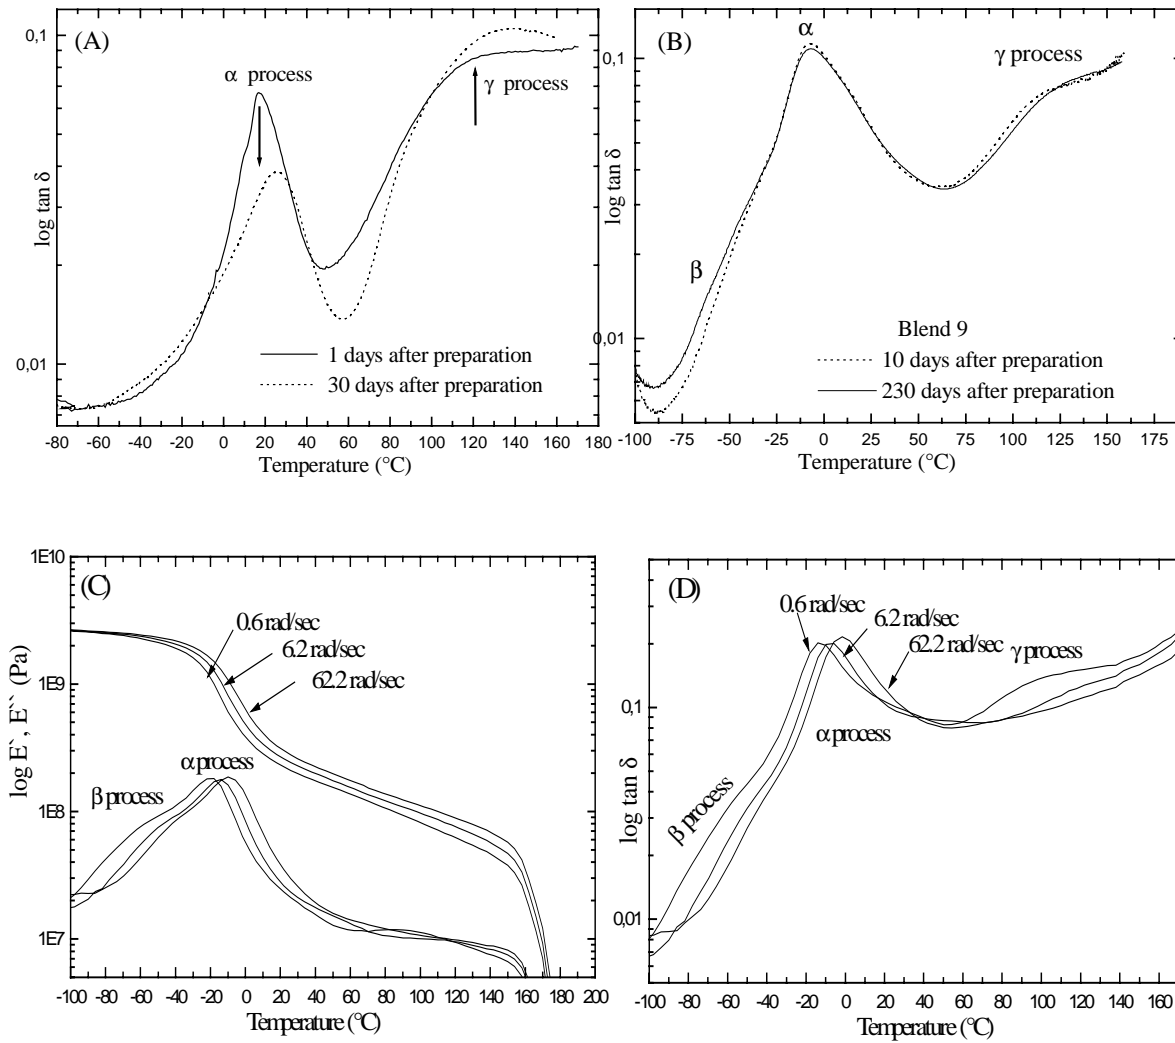 (A)
α process
γ process
0,1
0,01
log tan δ
1 days after preparation
30 days after preparation
-80 -60 -40 -20 0 20 40 60 80 100 120 140 160 180
Temperature (°C)
(B)
α
γ process
β
0,1
0,01
log tan δ
Blend 9
10 days after preparation
230 days after preparation
-100 -75 -50 -25 0 25 50 75 100 125 150 175
Temperature (°C)
(C)
1E10
1E9
1E8
1E7
log E`, E`` (Pa)
0.6 rad/sec
6.2 rad/sec
62.2 rad/sec
α process
β process
-100 -80 -60 -40 -20 0 20 40 60 80 100 120 140 160 180 200
Temperature (°C)
(D)
0.6 rad/sec
6.2 rad/sec
62.2 rad/sec
γ process
α process
β process
0,1
0,01
log tan δ
-100 -80 -60 -40 -20 0 20 40 60 80 100 120 140 160
Temperature (°C)